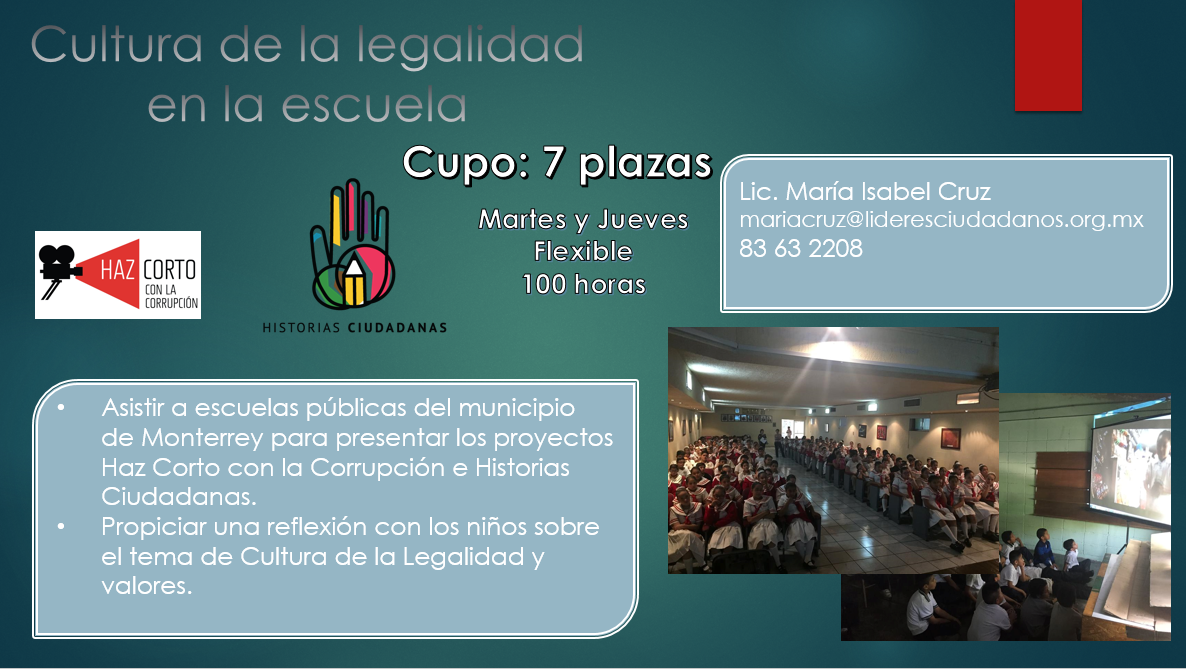 Cultura de la legalidad
en la escuela
Cupo: 7 plazas
Martes y Jueves
Flexible
100 horas
Lic. María Isabel Cruz
mariacruz@lideresciudadanos.org.mx
83 63 2208
HAZ CORTO
CON LA
CORRUPCIÓN
HISTORIAS CIUDADANAS
• Asistir a escuelas públicas del municipio
de Monterrey para presentar los proyectos
Haz Corto con la Corrupción e Historias
Ciudadanas.
• Propiciar una reflexión con los niños sobre
el tema de Cultura de la Legalidad y
valores.